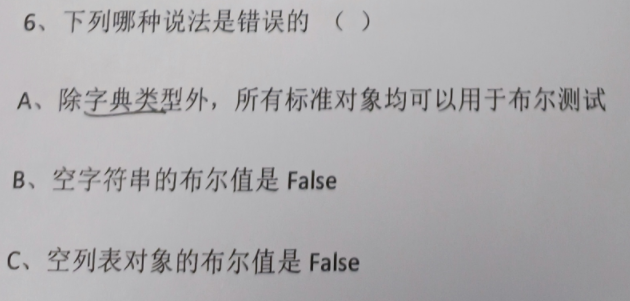 6、下列哪种说法是错误的 （ ）
A、除字典类型外，所有标准对象均可以用于布尔测试
B、空字符串的布尔值是 False
C、空列表对象的布尔值是 False